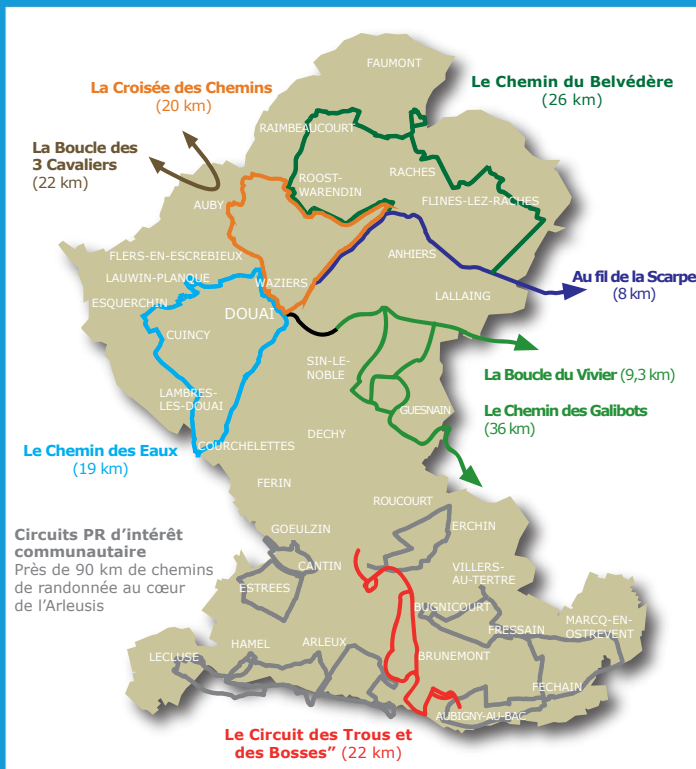 FAUMONT
La Croisée des Chemins
(20 km)
Le Chemin du Belvédère
(26 km)
RAIMBEAUCOURT
La Boucle des
3 Cavaliers
(22 km)
ROOST-
WARENDIN
RACHES
FLINES-LEZ-RACHES
AUBY
FLERS-EN-ESCREBIEUX
ANHIERS
LAUWIN-PLANQUE
WAZIERS
Au fil de la Scarpe
(8 km)
LALLAING
ESQUERCHIN
DOUAI
CUINCY
SIN-LE-
NOBLE
La Boucle du Vivier (9,3 km)
LAMBRES-
LES-DOUAI
GUESNAIN
Le Chemin des Galibots
(36 km)
DECHY
Le Chemin des Eaux
(19 km)
COURCHELETTES
FERIN
ROUCOURT
GOEULZIN
ERCHIN
Circuits PR d’intérêt
communautaire
Près de 90 km de chemins
de randonnée au cœur
de l’Arleusis
CANTIN
VILLERS-
AU-TERTRE
ESTREES
BUGNICOURT
MARCQ-EN-
OSTREVENT
FRESSAIN
HAMEL
ARLEUX
LECLUSE
BRUNEMONT
FECHAIN
AUBIGNY-AU-BAC
Le Circuit des Trous et
des Bosses” (22 km)